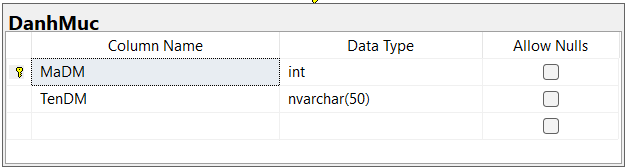 DanhMuc
Column Name Data Type Allow Nulls
MaDM int
TenDM nvarchar(50)